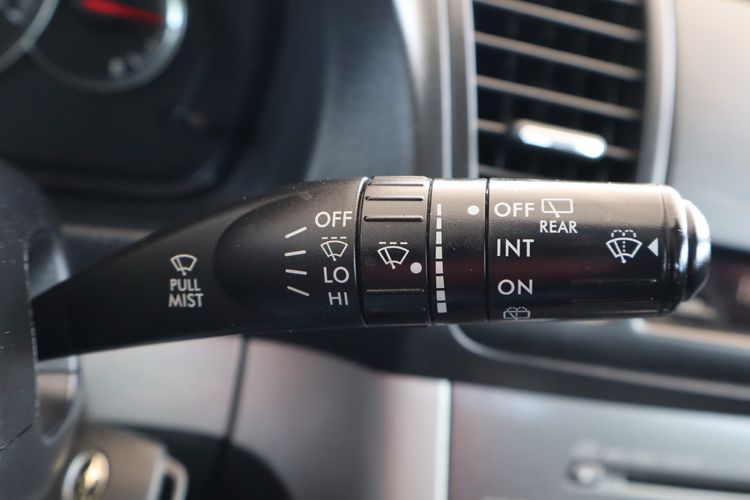 PULL
MIST
OFF
LO
HI
OFF
REAR
INT
ON